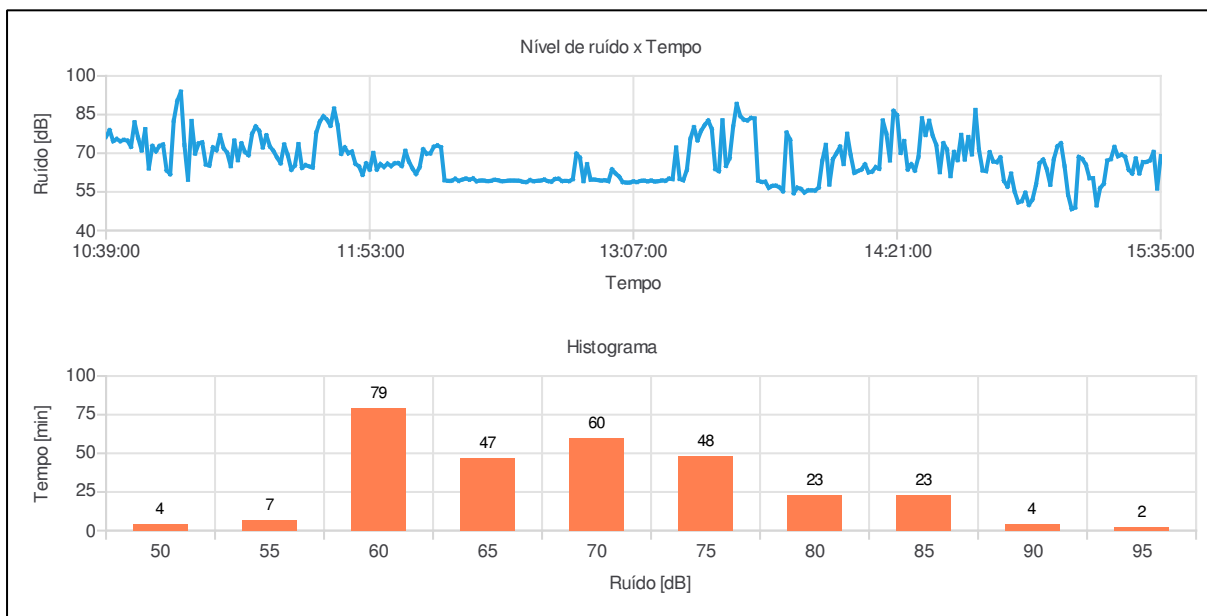 Nível de ruído x Tempo
Ruído [dB]
100
85
70
55
40
10:39:00 11:53:00 13:07:00 14:21:00 15:35:00
Tempo
Histograma
Tempo [min]
100
75
50
25
0
4 7 79 47 60 48 23 23 4 2
50 55 60 65 70 75 80 85 90 95
Ruído [dB]